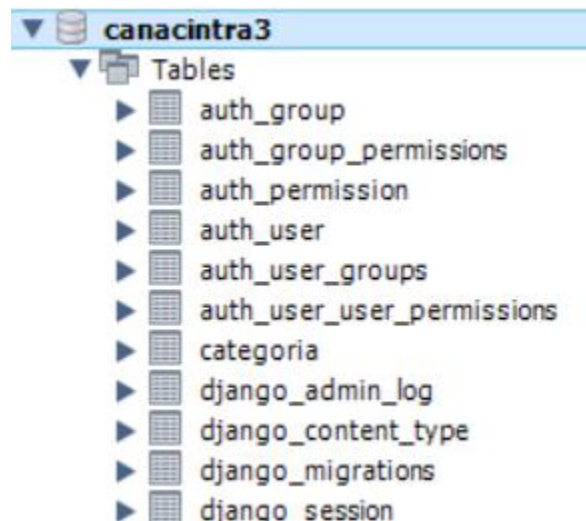 canacintra3
Tables
auth_group
auth_group_permissions
auth_permission
auth_user
auth_user_groups
auth_user_user_permissions
categoria
django_admin_log
django_content_type
django_migrations
django_session